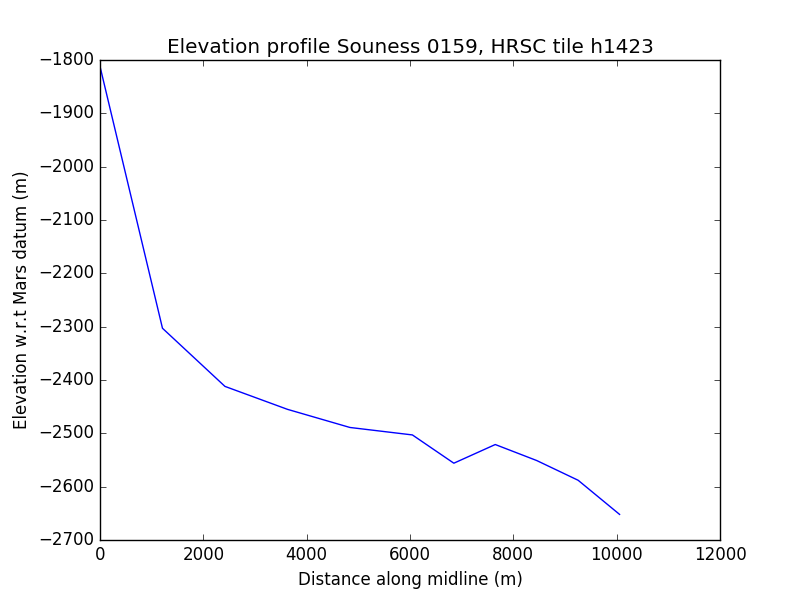 Elevation profile Souness 0159, HRSC tile h1423
−1800
−1900
−2000
−2100
−2200
−2300
−2400
−2500
−2600
−2700
Elevation w.r.t Mars datum (m)
0 2000 4000 6000 8000 10000 12000
Distance along midline (m)